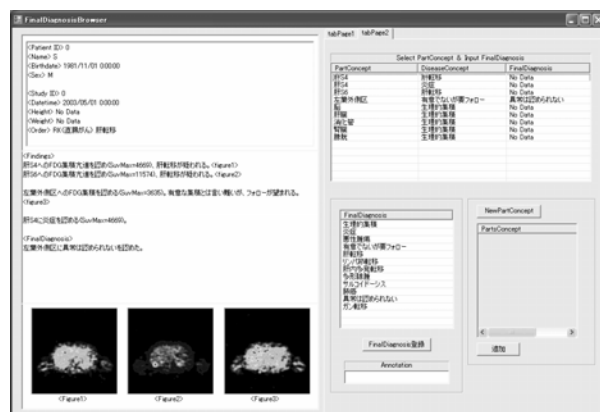 FinalDiagnosisBrowser
<Patient ID> 0
<Name> S
<Birthdate> 1981/11/01 0:00:00
<Sex> M
<Study ID> 0
<Datetime> 2003/05/01 0:00:00
<Height> No Data
<Weight> No Data
<Order> RK(直腸がん) 肝転移
<Findings>
肝S4へのFDG集積亢進を認め(SuvMax=4669)、肝転移が疑われる。<figure1>
肝S6へのFDG集積亢進を認め(SuvMax=11574)、肝転移が疑われる。<figure2>
左葉外側区へのFDG集積を認める(SuvMax=3635)。有意な集積とは言い難いが、フォローが望まれる。
<figure3>
肝S4に炎症を認める(SuvMax=4669)。
<FinalDiagnosis>
左葉外側区に異常は認められないを認めた。
<Figure1>
<Figure2>
<Figure3>
tabPage1 tabPage2
Select PartConcept & Input FinalDiagnosis
PartConcept DiseaseConcept FinalDiagnosis
肝S4 肝転移 No Data
肝S4 炎症 No Data
肝S6 肝転移 No Data
左葉外側区 有意でないが要フォロー 異常は認められない
脳 生理的集積 No Data
肝臓 生理的集積 No Data
消化管 生理的集積 No Data
腎臓 生理的集積 No Data
膀胱 生理的集積 No Data
FinalDiagnosis
生理的集積
炎症
悪性腫瘍
有意でないが要フォロー
肝転移
リンパ節転移
肝内多発転移
サルコイドーシス
肺癌
異常は認められない
ガン転移
FinalDiagnosis登録
Annotation
NewPartConcept
PartsConcept
追加